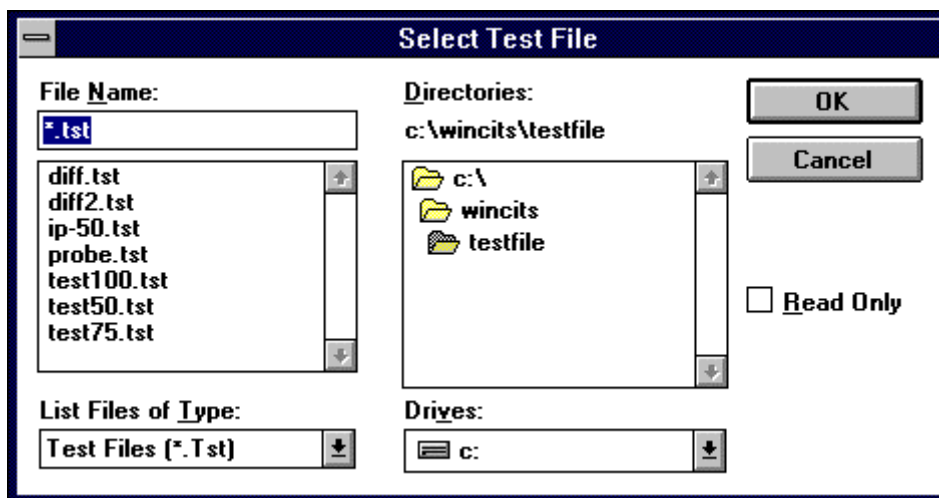 Select Test File
File Name:
*.tst
diff.tst
diff2.tst
ip-50.tst
probe.tst
test100.tst
test50.tst
test75.tst
List Files of Type:
Test Files (*.Tst)
Directories:
c:\wincits\testfile
c:\
wincits
testfile
Drives:
c:
OK
Cancel
Read Only